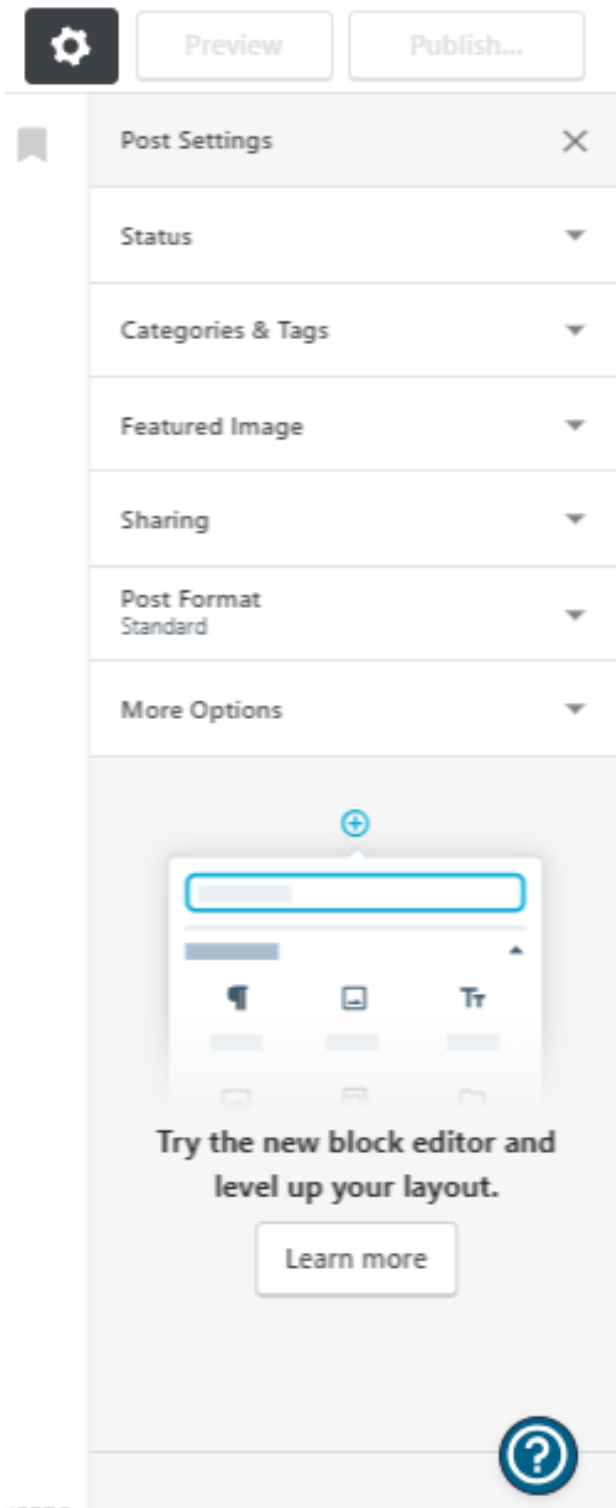 Preview
Publish...
Post Settings
Status
Categories & Tags
Featured Image
Sharing
Post Format
Standard
More Options
Try the new block editor and
level up your layout.
Learn more